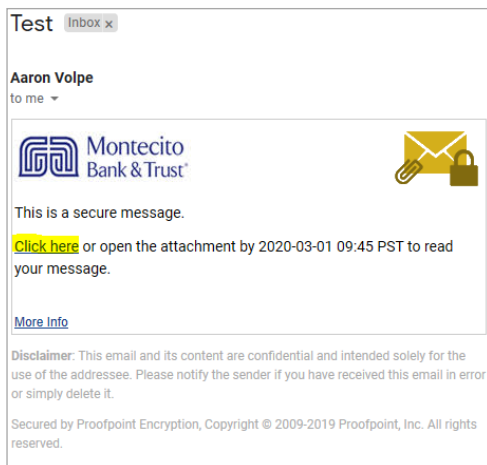 Test Inbox x
Aaron Volpe
to me
Montecito
Bank & Trust®
This is a secure message.
Click here or open the attachment by 2020-03-01 09:45 PST to read
your message.
More Info
Disclaimer: This email and its content are confidential and intended solely for the
use of the addressee. Please notify the sender if you have received this email in error
or simply delete it.
Secured by Proofpoint Encryption, Copyright © 2009-2019 Proofpoint, Inc. All rights
reserved.